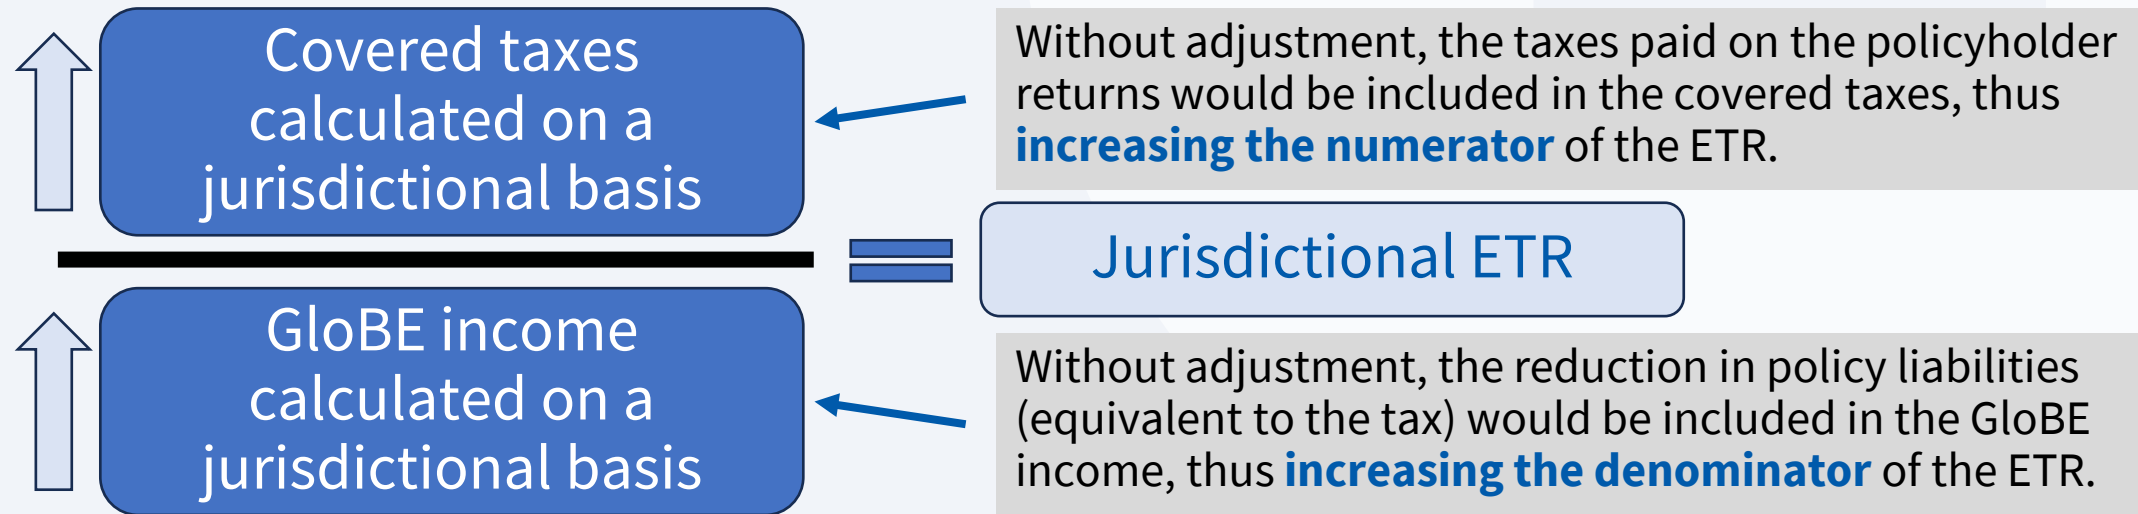 Covered taxes
calculated on a
jurisdictional basis
Without adjustment, the taxes paid on the policyholder
returns would be included in the covered taxes, thus
increasing the numerator of the ETR.
Jurisdictional ETR
GloBE income
calculated on a
jurisdictional basis
Without adjustment, the reduction in policy liabilities
(equivalent to the tax) would be included in the GloBE
income, thus increasing the denominator of the ETR.